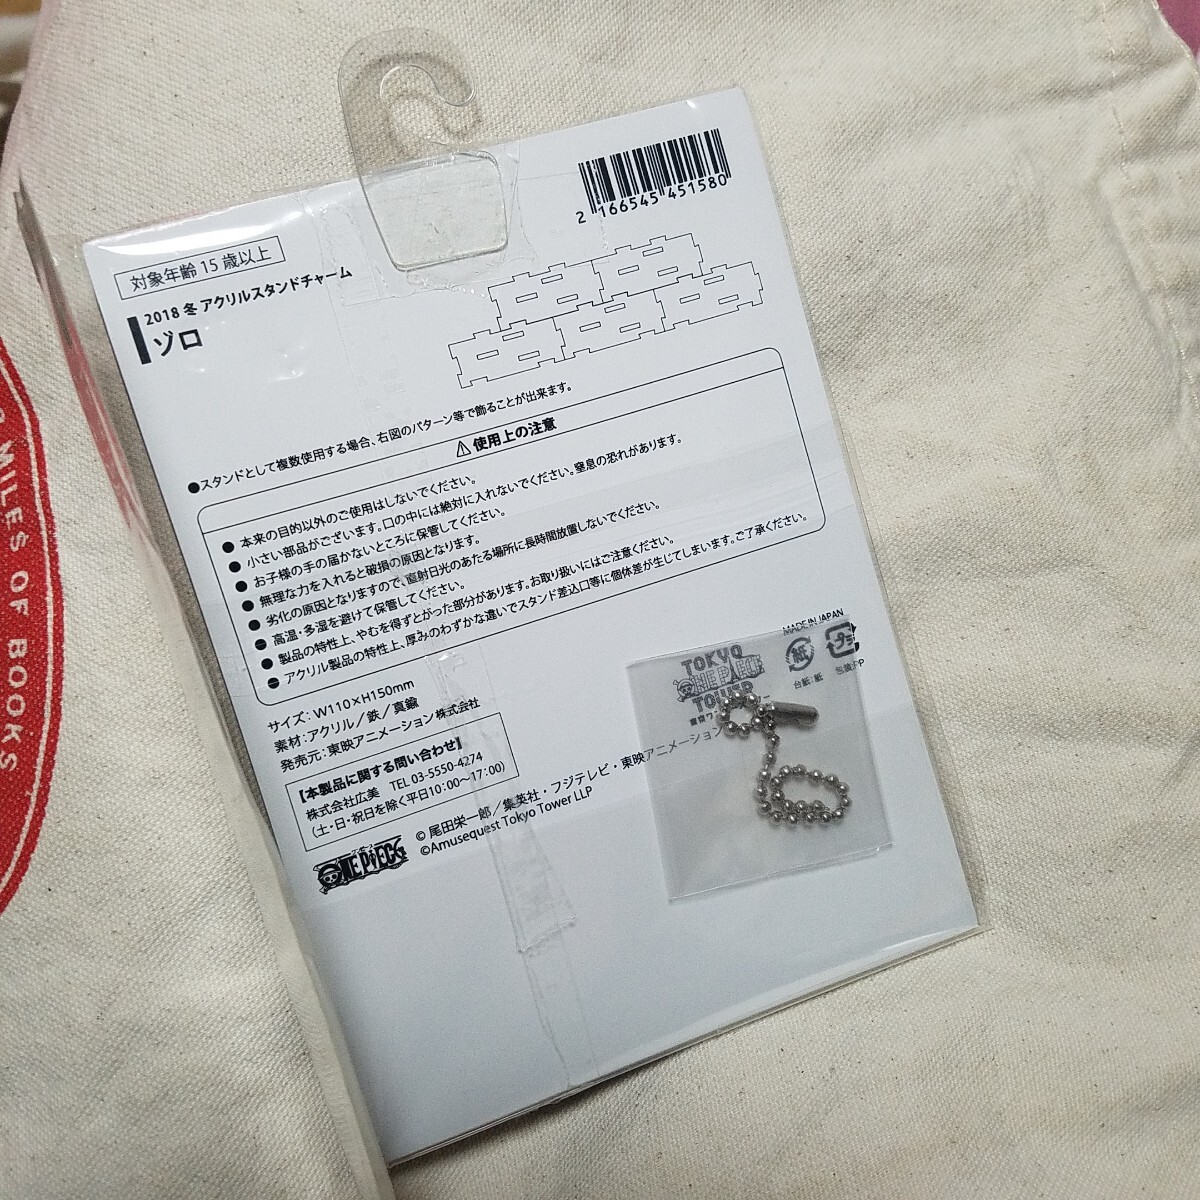 2 166545 451580
対象年齢 15 歳以上
2018 冬 アクリルスタンドチャーム
ゾロ
●スタンドとして複数使用する場合、右図のパターン等で飾ることが出来ます。
⚠ 使用上の注意
● 本来の目的以外のご使用はしないでください。
● 小さい部品がございます。口の中には絶対に入れないでください。窒息の恐れがあります。
● お子様の手の届かないところに保管してください。
● 無理な力を入れると破損の原因となります。
● 劣化の原因となりますので、直射日光のあたる場所に長時間放置しないでください。
● 高温・多湿を避けて保管してください。
● 製品の特性上、やむを得ずとがった部分があります。お取り扱いにはご注意ください。
● アクリル製品の特性上、厚みのわずかな違いでスタンド差込口等に個体差が生じてしまいます。ご了承ください。
サイズ：W110×H150mm
素材：アクリル／鉄／真鍮
発売元：東映アニメーション株式会社
【本製品に関する問い合わせ】
株式会社広美 TEL 03-5550-4274
(土・日・祝日を除く平日10:00～17:00)
MADE IN JAPAN
紙
プラ
台紙:紙
包装:PP
TOKYO
ONE PIECE
TOWER
ONE PIECE
© 尾田栄一郎／集英社・フジテレビ・東映アニメーション
©Amusequest Tokyo Tower LLP
MILES OF BOOKS